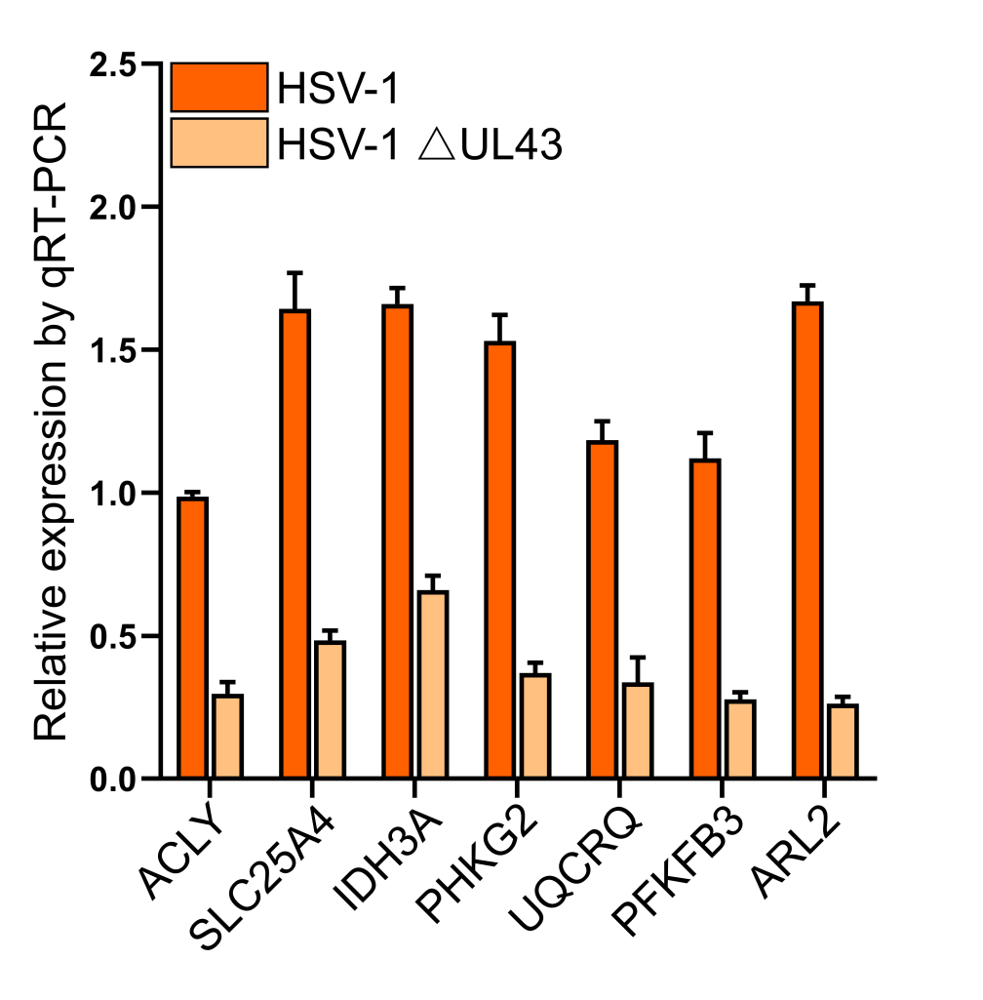 Relative expression by qRT-PCR
2.5
2.0
1.5
1.0
0.5
0.0
HSV-1
HSV-1 △UL43
ACLY
SLC25A4
IDH3A
PHKG2
UQCRQ
PFKFB3
ARL2